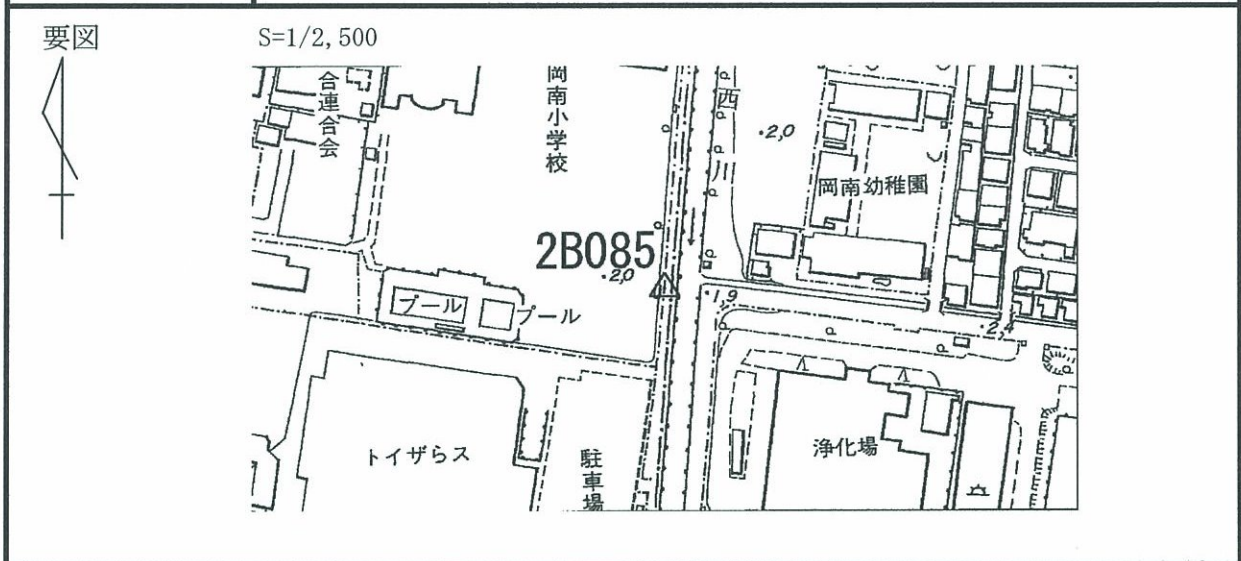 要図
S=1/2,500
合連合会
岡南小学校
西川
2.0
岡南幼稚園
2B085
2.0
プール
プール
1.9
2.4
トイザらス
駐車場
浄化場